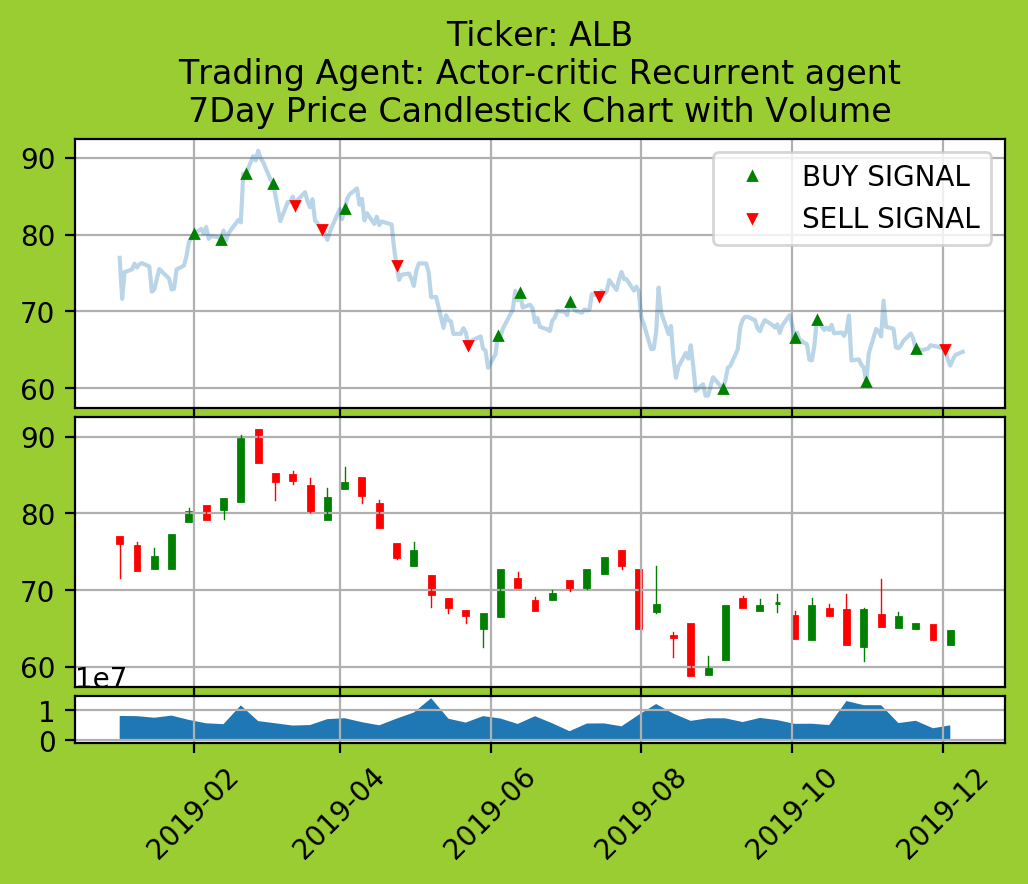 Ticker: ALB
Trading Agent: Actor-critic Recurrent agent
7Day Price Candlestick Chart with Volume
90
80
70
60
BUY SIGNAL
SELL SIGNAL
90
80
70
60
1e7
1
0
2019-02
2019-04
2019-06
2019-08
2019-10
2019-12